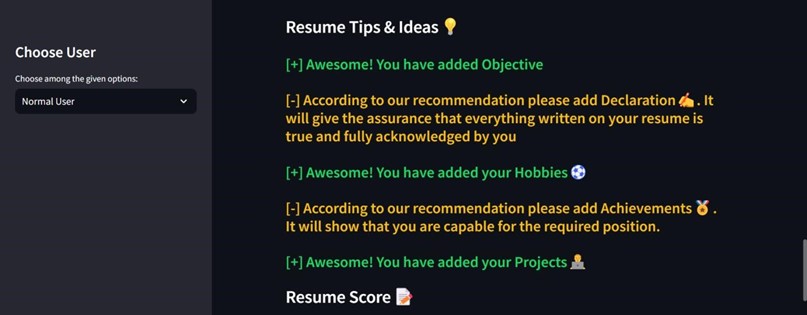 Choose User
Choose among the given options:
Normal User
Resume Tips & Ideas 💡
[+] Awesome! You have added Objective
[-] According to our recommendation please add Declaration ✍. It
will give the assurance that everything written on your resume is
true and fully acknowledged by you
[+] Awesome! You have added your Hobbies ⚽
[-] According to our recommendation please add Achievements 🏅 .
It will show that you are capable for the required position.
[+] Awesome! You have added your Projects 👨‍💻
Resume Score 📝